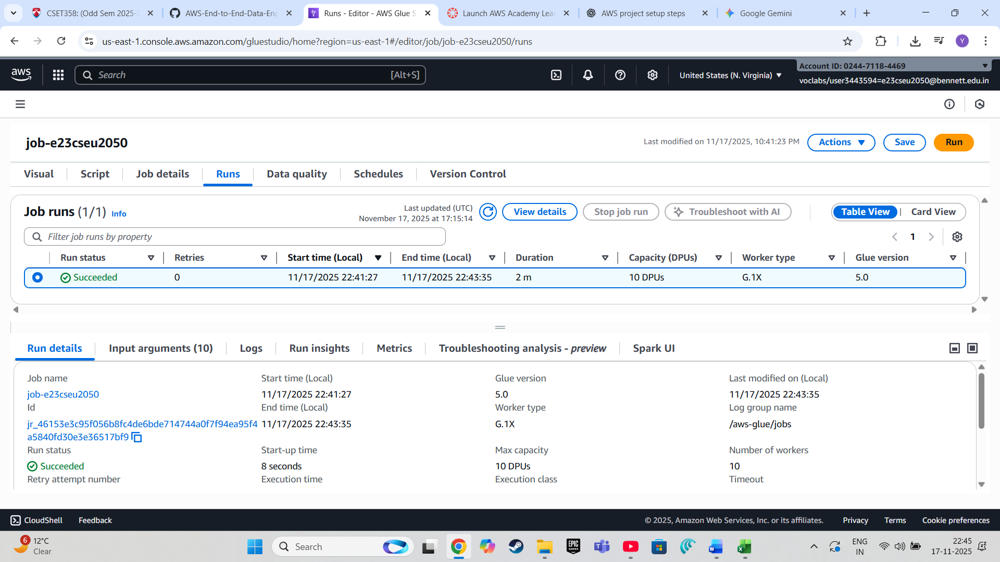 CSET358: (Odd Sem 2025-2
AWS-End-to-End-Data-Eng
Runs - Editor - AWS Glue S
Launch AWS Academy Lear
AWS project setup steps
Google Gemini
us-east-1.console.aws.amazon.com/gluestudio/home?region=us-east-1#/editor/job/job-e23cseu2050/runs
Y
aws
Search
[Alt+S]
United States (N. Virginia)
Account ID: 0244-7118-4469
voclabs/user3443594=e23cseu2050@bennett.edu.in
job-e23cseu2050
Last modified on 11/17/2025, 10:41:23 PM
Actions
Save
Run
Visual
Script
Job details
Runs
Data quality
Schedules
Version Control
Job runs (1/1) Info
Last updated (UTC)
November 17, 2025 at 17:15:14
View details
Stop job run
Troubleshoot with AI
Table View
Card View
Filter job runs by property
1
Run status
Retries
Start time (Local)
End time (Local)
Duration
Capacity (DPUs)
Worker type
Glue version
Succeeded
0
11/17/2025 22:41:27
11/17/2025 22:43:35
2 m
10 DPUs
G.1X
5.0
Run details
Input arguments (10)
Logs
Run insights
Metrics
Troubleshooting analysis - preview
Spark UI
Job name
Start time (Local)
Glue version
Last modified on (Local)
job-e23cseu2050
11/17/2025 22:41:27
5.0
11/17/2025 22:43:35
Id
End time (Local)
Worker type
Log group name
jr_46153e3c95f056b8fc4de6bde714744a0f7f94ea95f4
a5840fd30e3e36517bf9
11/17/2025 22:43:35
G.1X
/aws-glue/jobs
Run status
Start-up time
Max capacity
Number of workers
Succeeded
8 seconds
10 DPUs
10
Retry attempt number
Execution time
Execution class
Timeout
CloudShell
Feedback
© 2025, Amazon Web Services, Inc. or its affiliates.
Privacy
Terms
Cookie preferences
6
12°C
Clear
Search
EPIC
GAMES
ENG
IN
22:45
17-11-2025